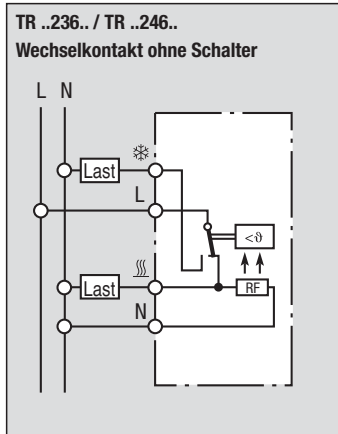 TR ..236.. / TR ..246..
Wechselkontakt ohne Schalter
L N
Last
L
<ϑ
Last
RF
N